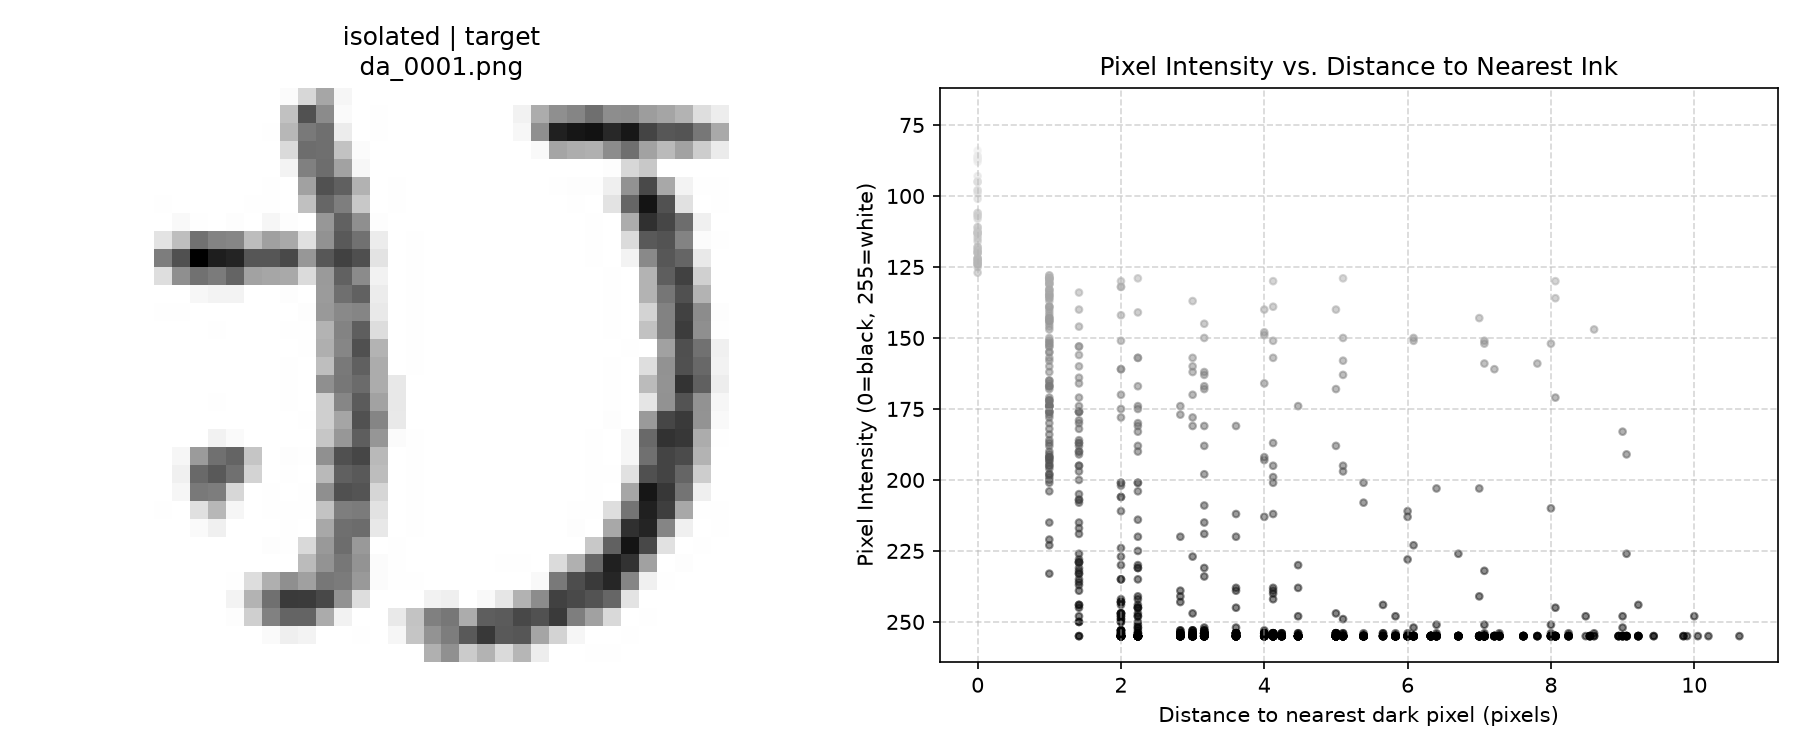 isolated | target
da_0001.png
Pixel Intensity vs. Distance to Nearest Ink
Pixel Intensity (0=black, 255=white)
75
100
125
150
175
200
225
250
0 2 4 6 8 10
Distance to nearest dark pixel (pixels)